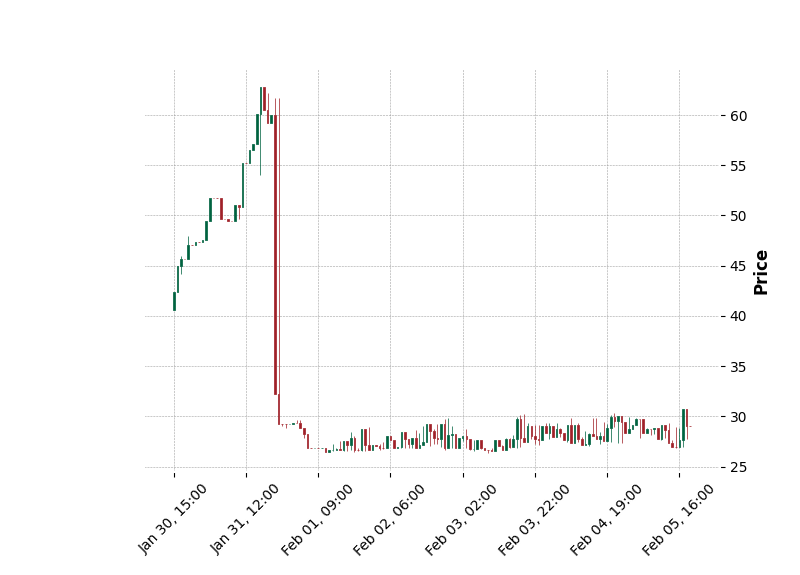 60
55
50
45
40
35
30
25
Price
Jan 30, 15:00
Jan 31, 12:00
Feb 01, 09:00
Feb 02, 06:00
Feb 03, 02:00
Feb 03, 22:00
Feb 04, 19:00
Feb 05, 16:00